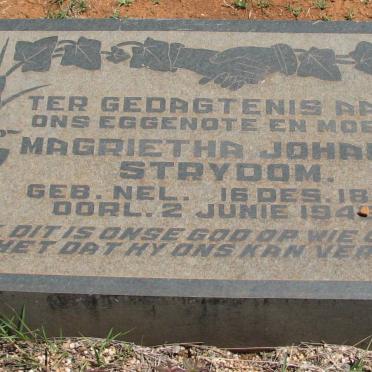 TER GEDAGTENIS AA
ONS EGGENOTE EN MOE
MAGRIETHA JOHA
STRYDOM.
GEB. NEL. 16 DES. 18
OORL. 2 JUNIE 194
DIT IS ONSE GOD OP WIE
HET DAT HY ONS KAN VER